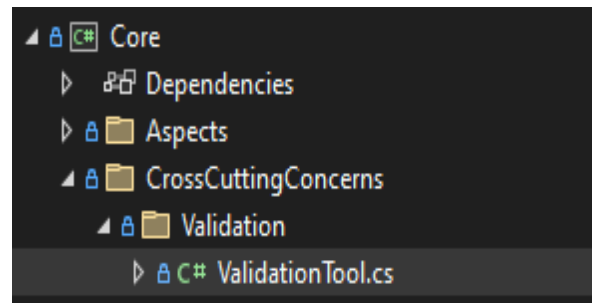 C# Core
Dependencies
Aspects
CrossCuttingConcerns
Validation
C# ValidationTool.cs